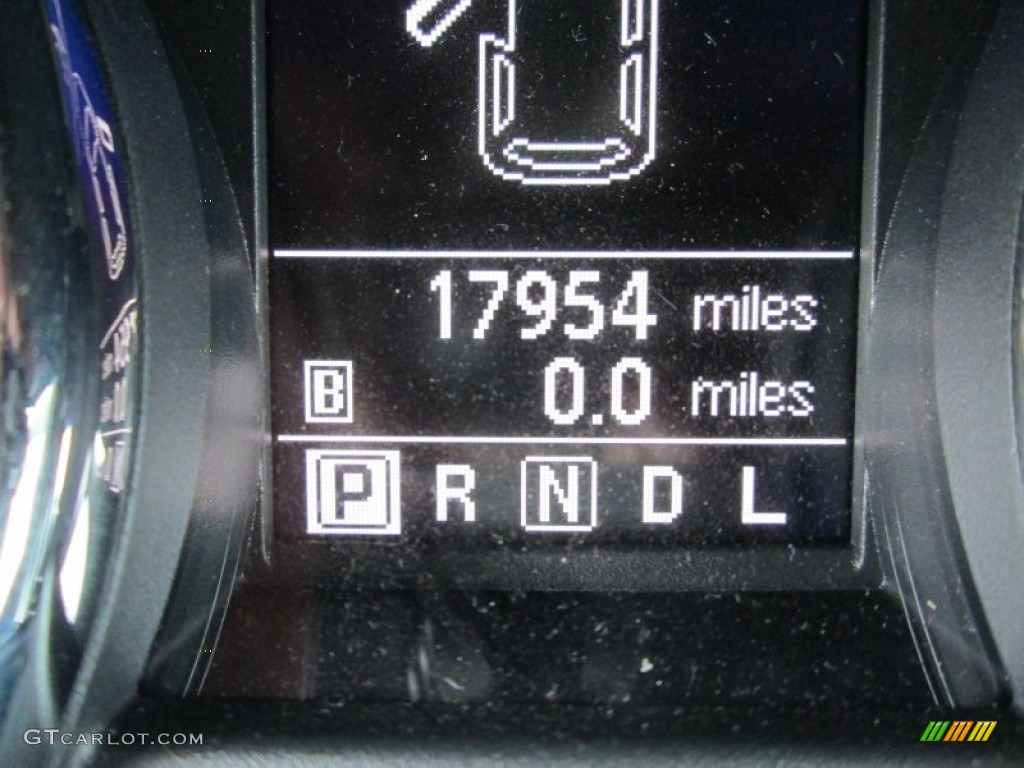 17954 miles
B 0.0 miles
P R N D L
GTCARLOT.COM